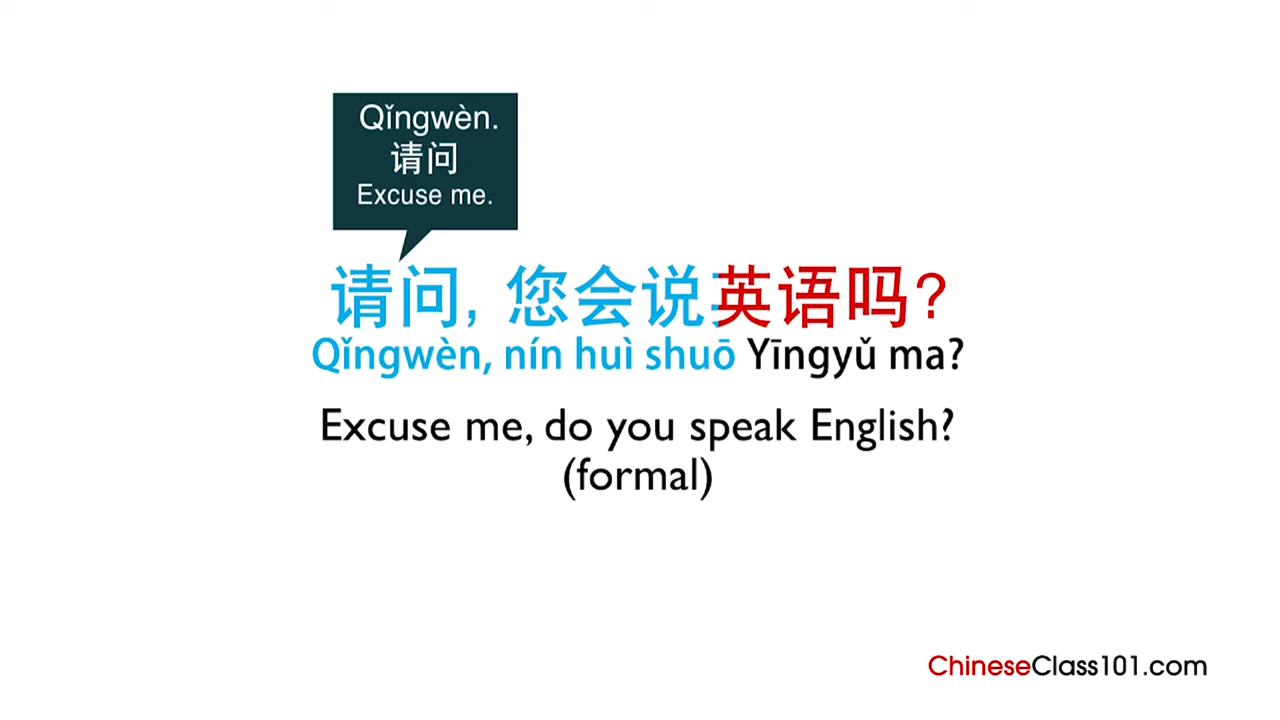 Qǐngwèn.
请问
Excuse me.
请问, 您会说英语吗?
Qǐngwèn, nín huì shuō Yīngyǔ ma?
Excuse me, do you speak English?
(formal)
ChineseClass101.com